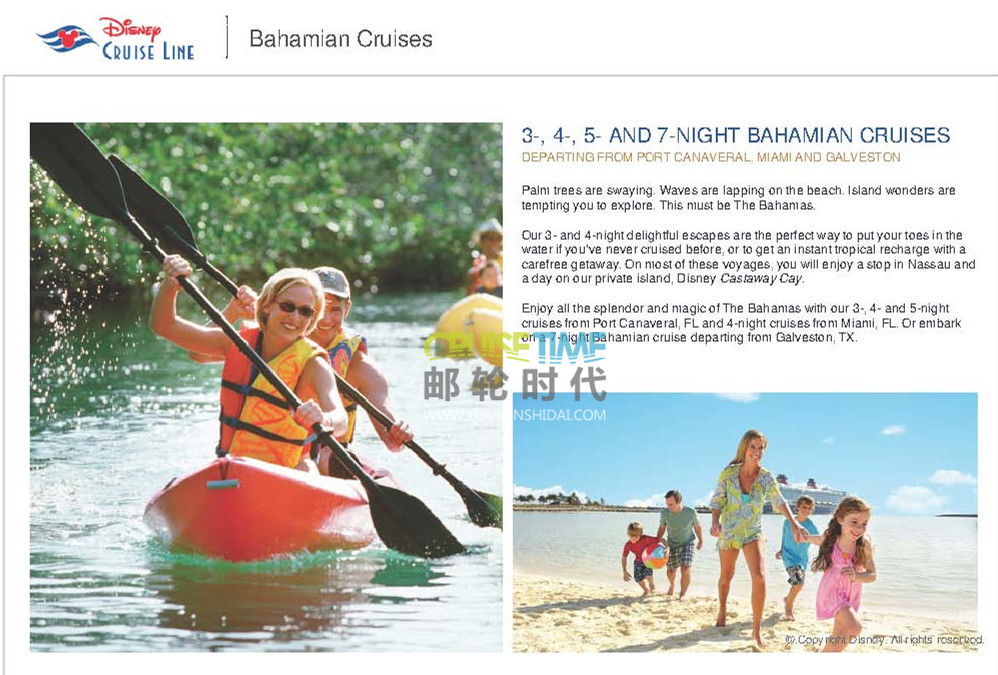 Disney
Cruise Line
Bahamian Cruises
3-, 4-, 5- AND 7-NIGHT BAHAMIAN CRUISES
DEPARTING FROM PORT CANAVERAL, MIAMI AND GALVESTON
Palm trees are swaying. Waves are lapping on the beach. Island wonders are
tempting you to explore. This must be The Bahamas.
Our 3- and 4-night delightful escapes are the perfect way to put your toes in the
water if you've never cruised before, or to get an instant tropical recharge with a
carefree getaway. On most of these voyages, you will enjoy a stop in Nassau and
a day on our private island, Disney Castaway Cay.
Enjoy all the splendor and magic of The Bahamas with our 3-, 4- and 5-night
cruises from Port Canaveral, FL and 4-night cruises from Miami, FL. Or embark
on a 7-night Bahamian cruise departing from Galveston, TX.
CRUISETIME
邮轮时代
WWW.YOULUNSHIDAI.COM
© Copyright Disney. All rights reserved.